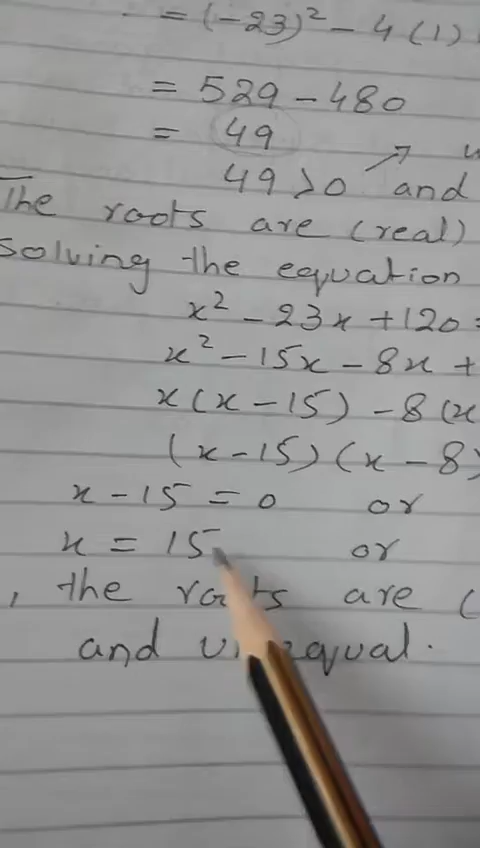 = (-23)² - 4 (1)
= 529 - 480
= 49
49 > 0 and
The roots are (real)
solving the equation
x² - 23x + 120 =
x² - 15x - 8x +
x(x - 15) - 8(x
(x - 15) (x - 8)
x - 15 = 0 or
x = 15 or
, the roots are (
and unequal.